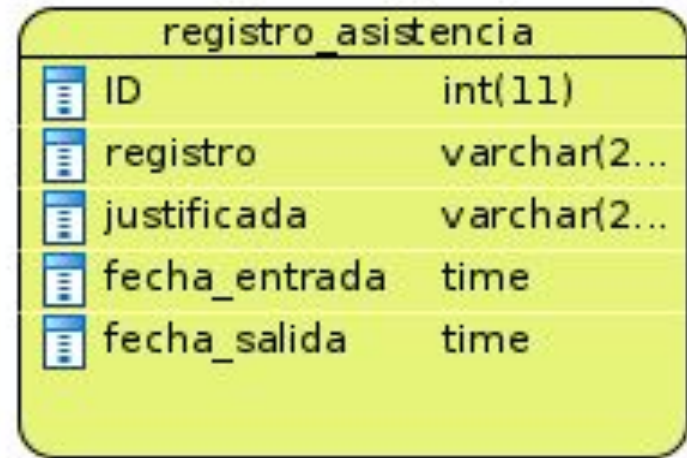 registro_asistencia
ID int(11)
registro varchar(2...
justificada varchar(2...
fecha_entrada time
fecha_salida time